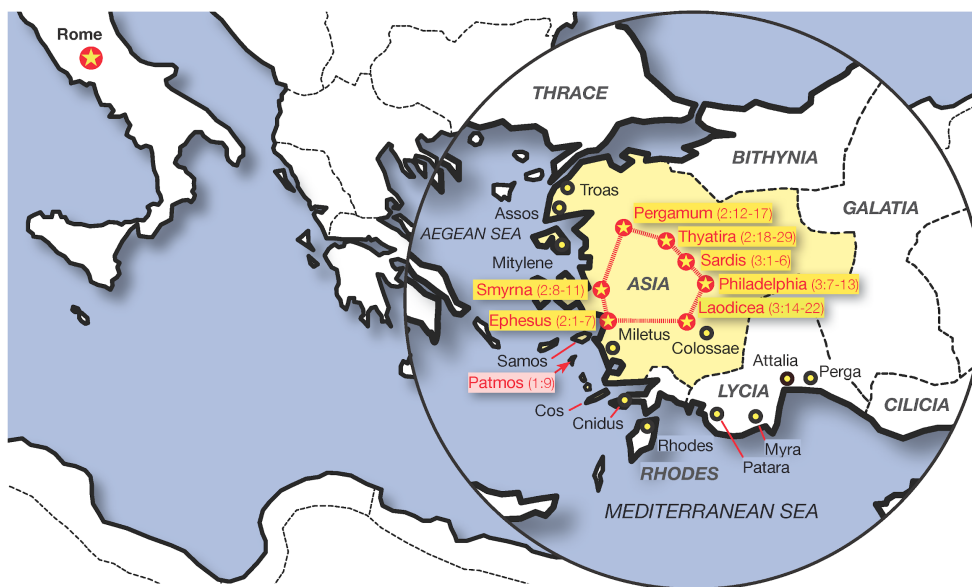 Rome
THRACE
BITHYNIA
GALATIA
Troas
Assos
Pergamum (2:12-17)
AEGEAN SEA
Thyatira (2:18-29)
Mitylene
Sardis (3:1-6)
ASIA
Philadelphia (3:7-13)
Smyrna (2:8-11)
Laodicea (3:14-22)
Ephesus (2:1-7)
Miletus
Colossae
Samos
Attalia
Perga
Patmos (1:9)
LYCIA
CILICIA
Cos
Cnidus
Rhodes
Myra
Patara
RHODES
MEDITERRANEAN SEA